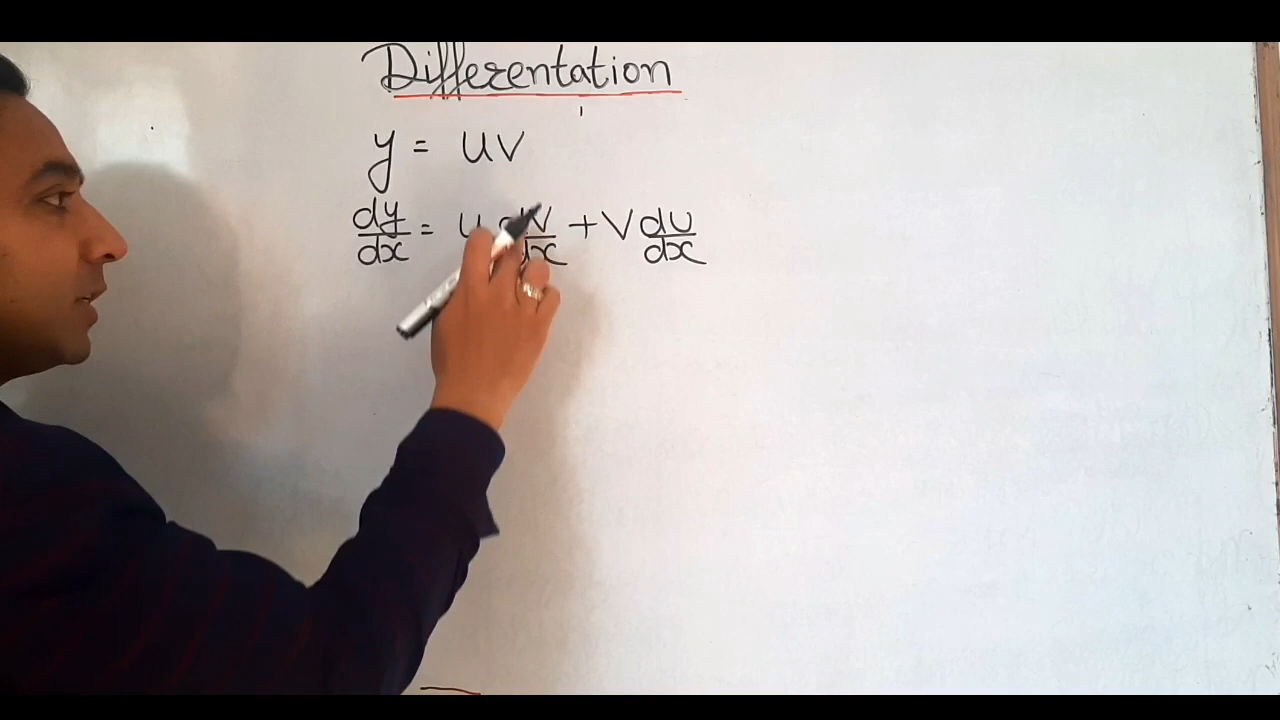 Differentation
y = uv
dy/dx = u dv/dx + v du/dx